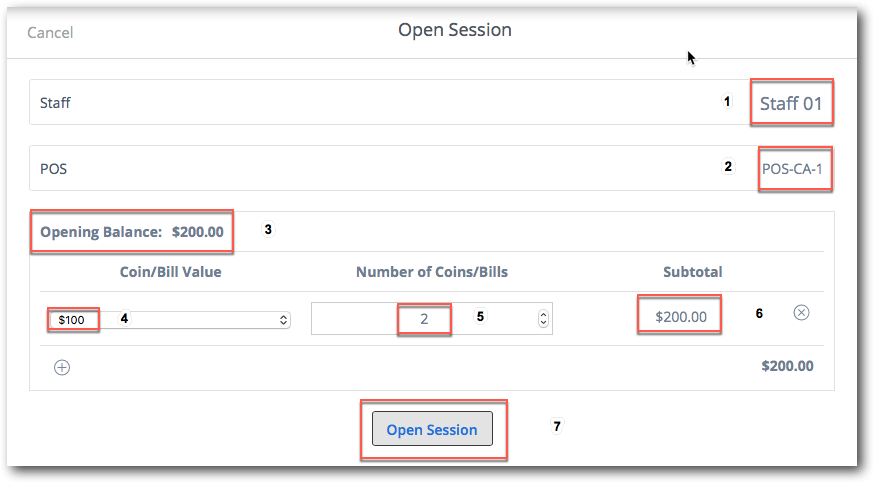 Cancel Open Session
Staff 1 Staff 01
POS 2 POS-CA-1
Opening Balance: $200.00 3
Coin/Bill Value Number of Coins/Bills Subtotal
$100 4 2 5 $200.00 6
$200.00
Open Session 7